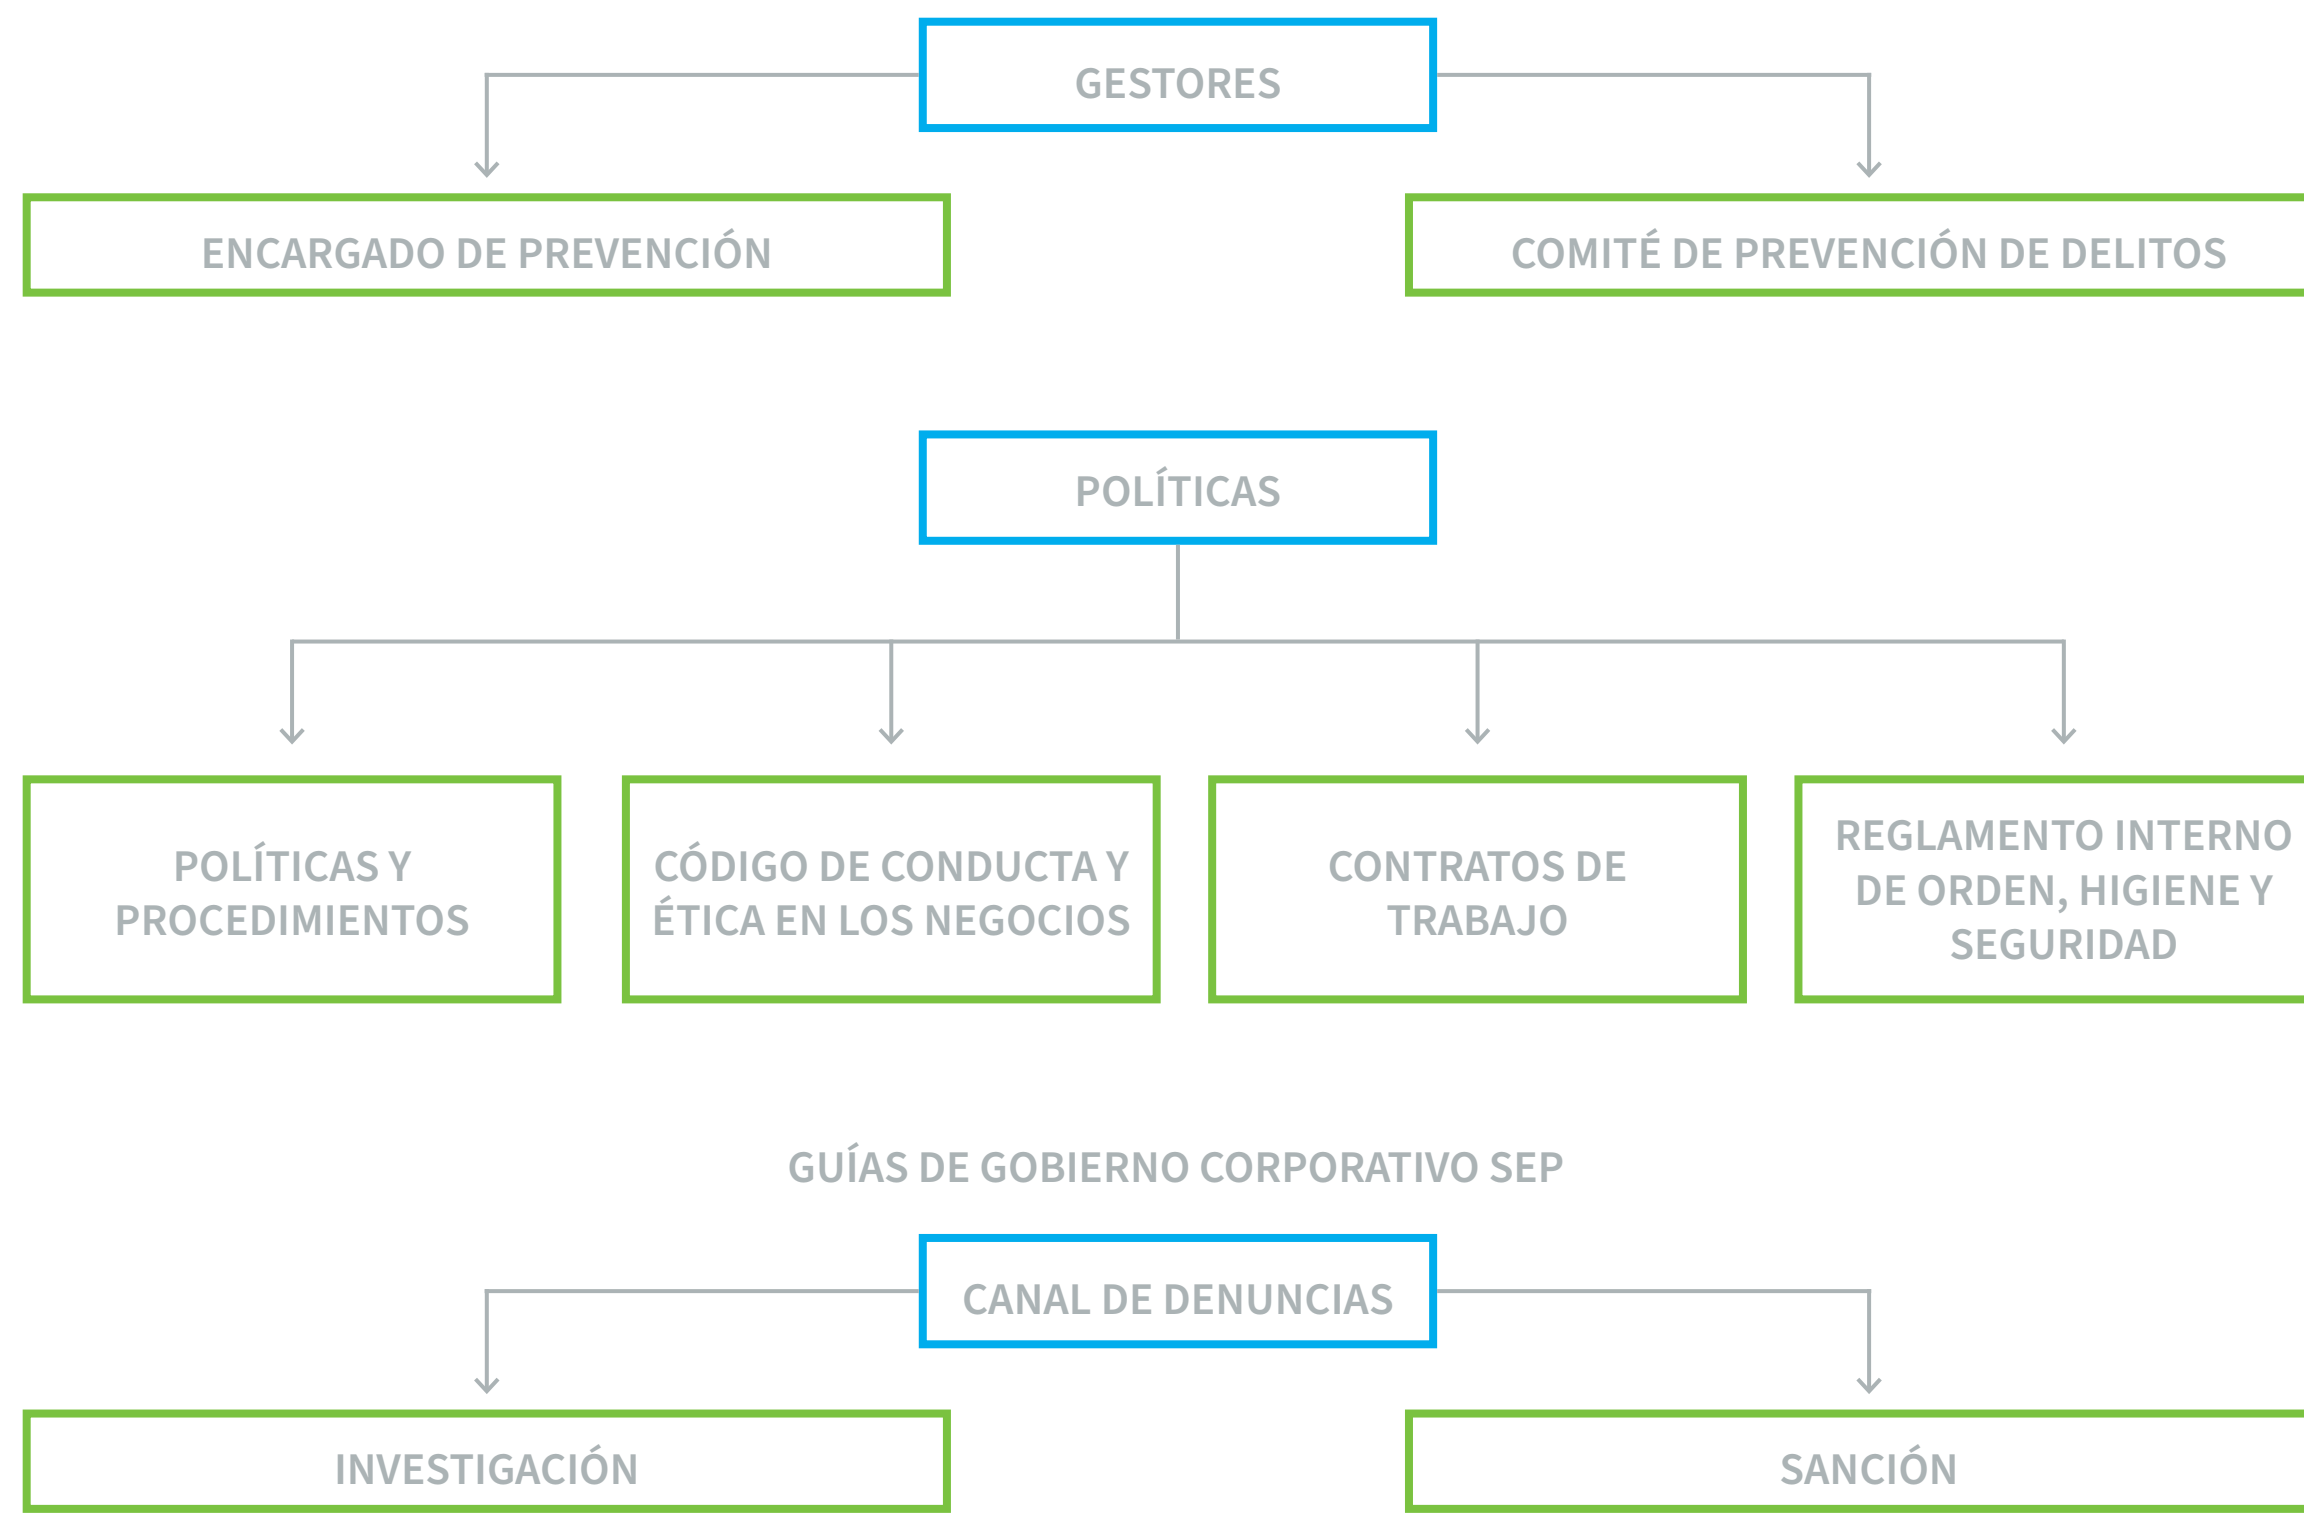 GESTORES
ENCARGADO DE PREVENCIÓN
COMITÉ DE PREVENCIÓN DE DELITOS
POLÍTICAS
POLÍTICAS Y
PROCEDIMIENTOS
CÓDIGO DE CONDUCTA Y
ÉTICA EN LOS NEGOCIOS
CONTRATOS DE
TRABAJO
REGLAMENTO INTERNO
DE ORDEN, HIGIENE Y
SEGURIDAD
GUÍAS DE GOBIERNO CORPORATIVO SEP
CANAL DE DENUNCIAS
INVESTIGACIÓN
SANCIÓN